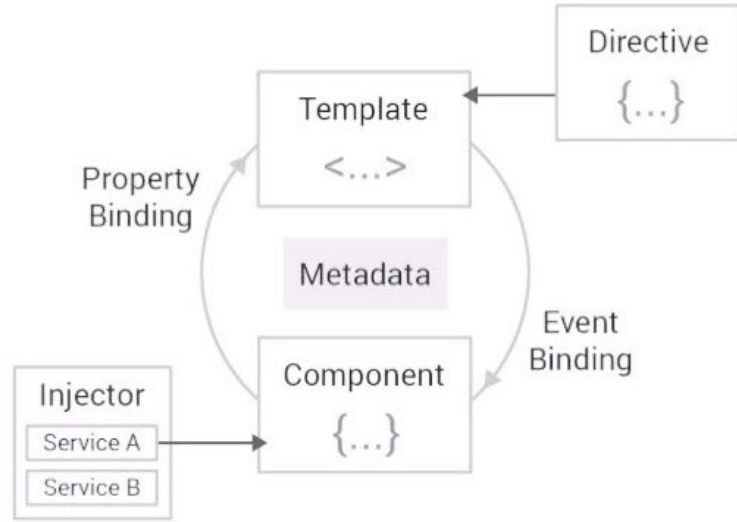 Directive
{...}
Template
<...>
Property
Binding
Metadata
Event
Binding
Component
{...}
Injector
Service A
Service B